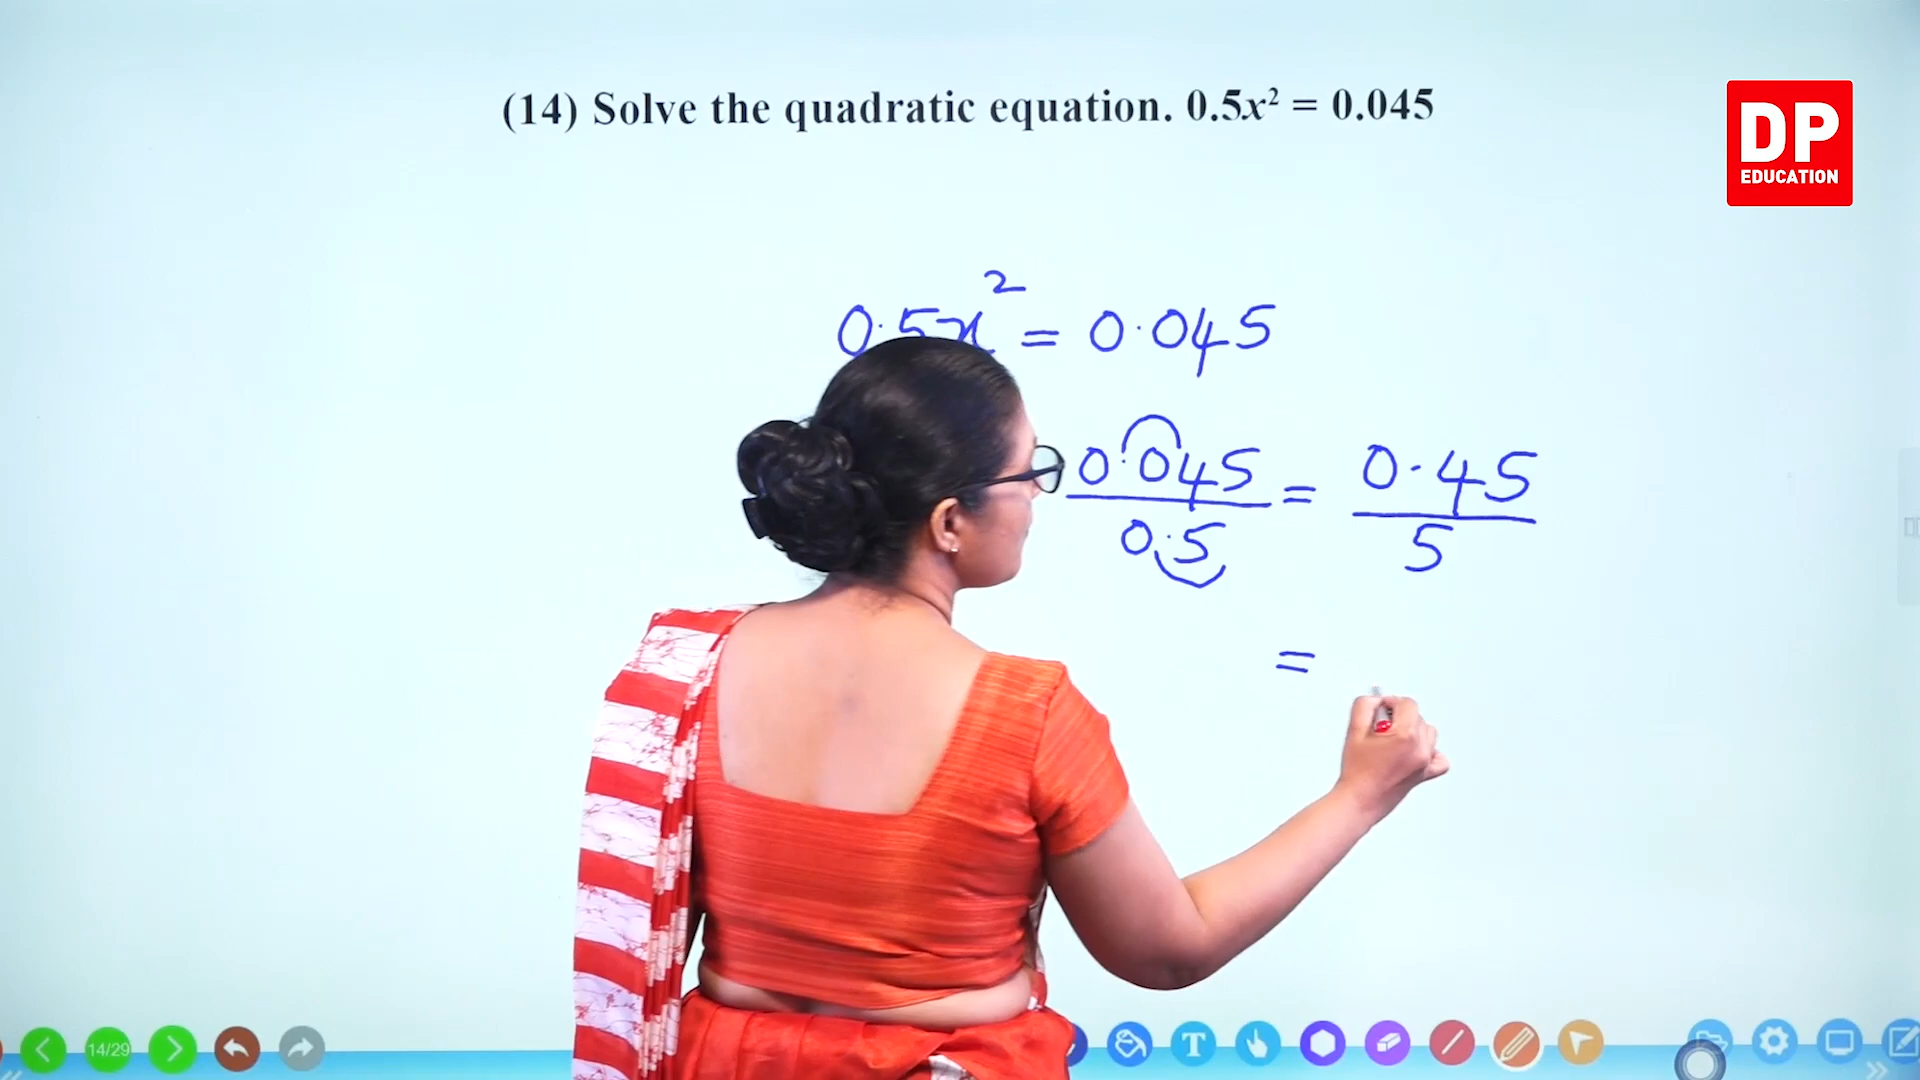 (14) Solve the quadratic equation. 0.5x² = 0.045
DP
EDUCATION
0.5x² = 0.045
0.045/0.5 = 0.45/5
=
14/29
T